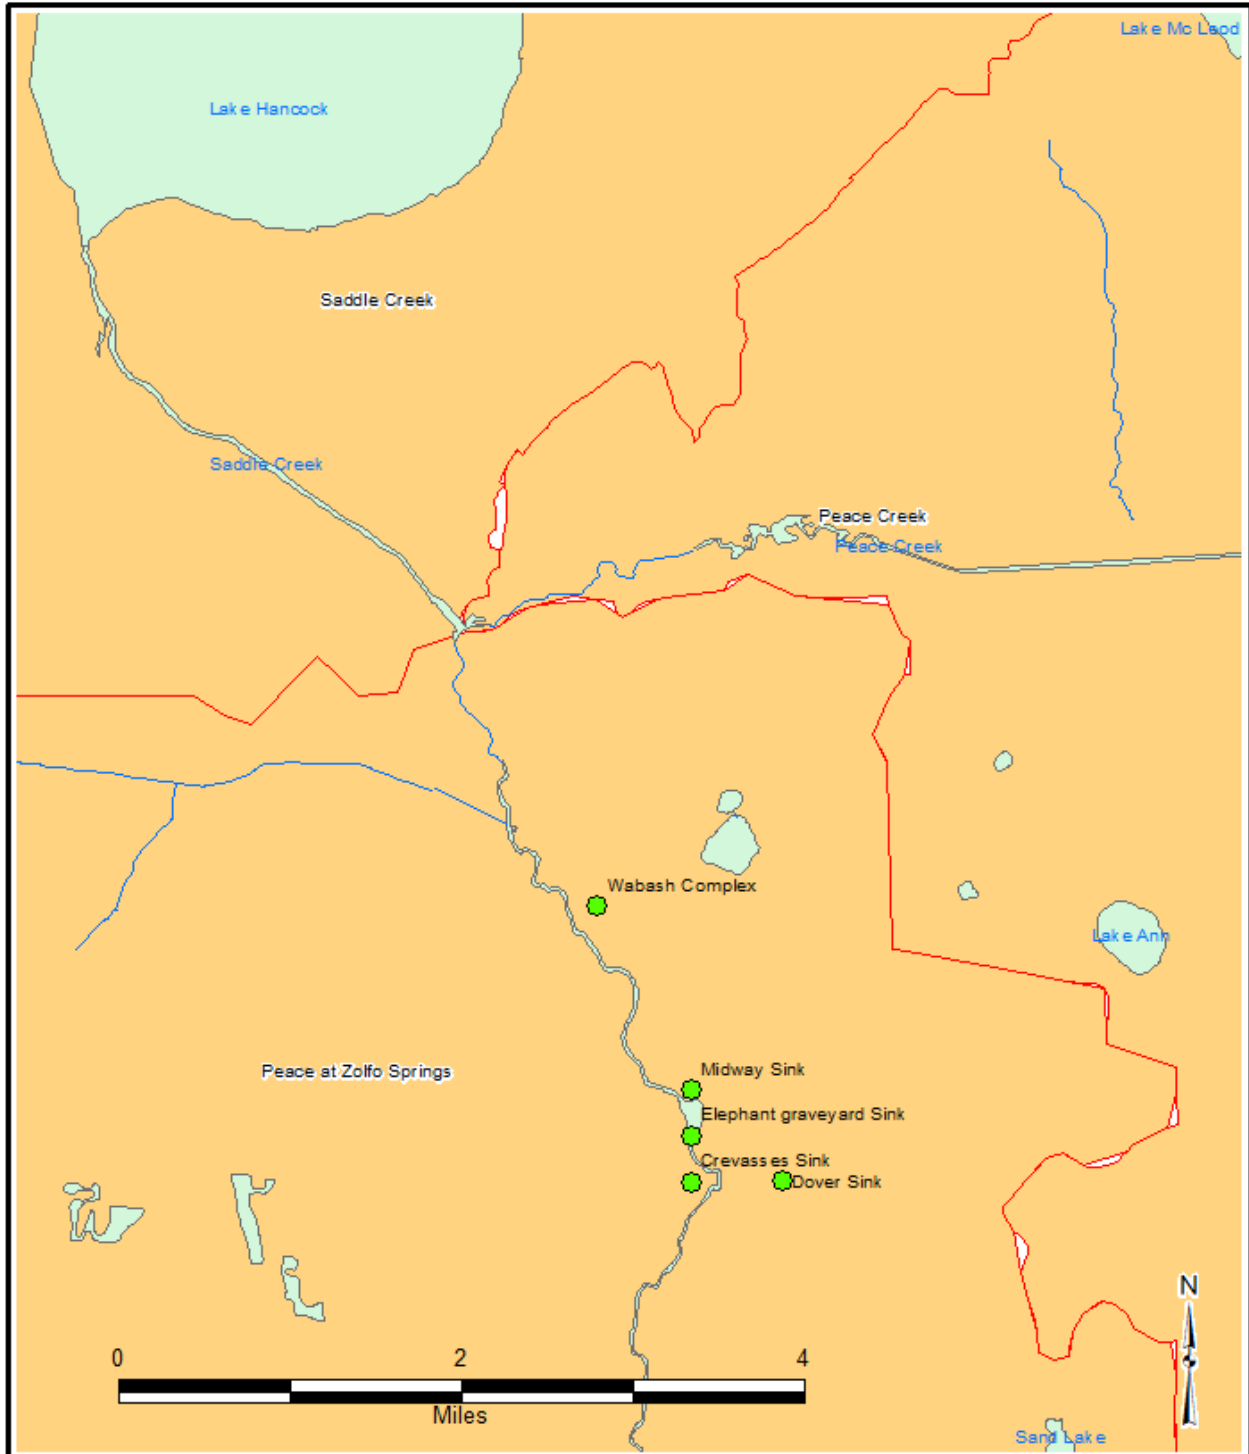 Lake Mc Leod
Lake Hancock
Saddle Creek
Saddle Creek
Peace Creek
Peace Creek
Wabash Complex
Lake Ann
Midway Sink
Peace at Zolfo Springs
Elephant graveyard Sink
Crevasses Sink
Dover Sink
N
0 2 4
Miles
Sand Lake